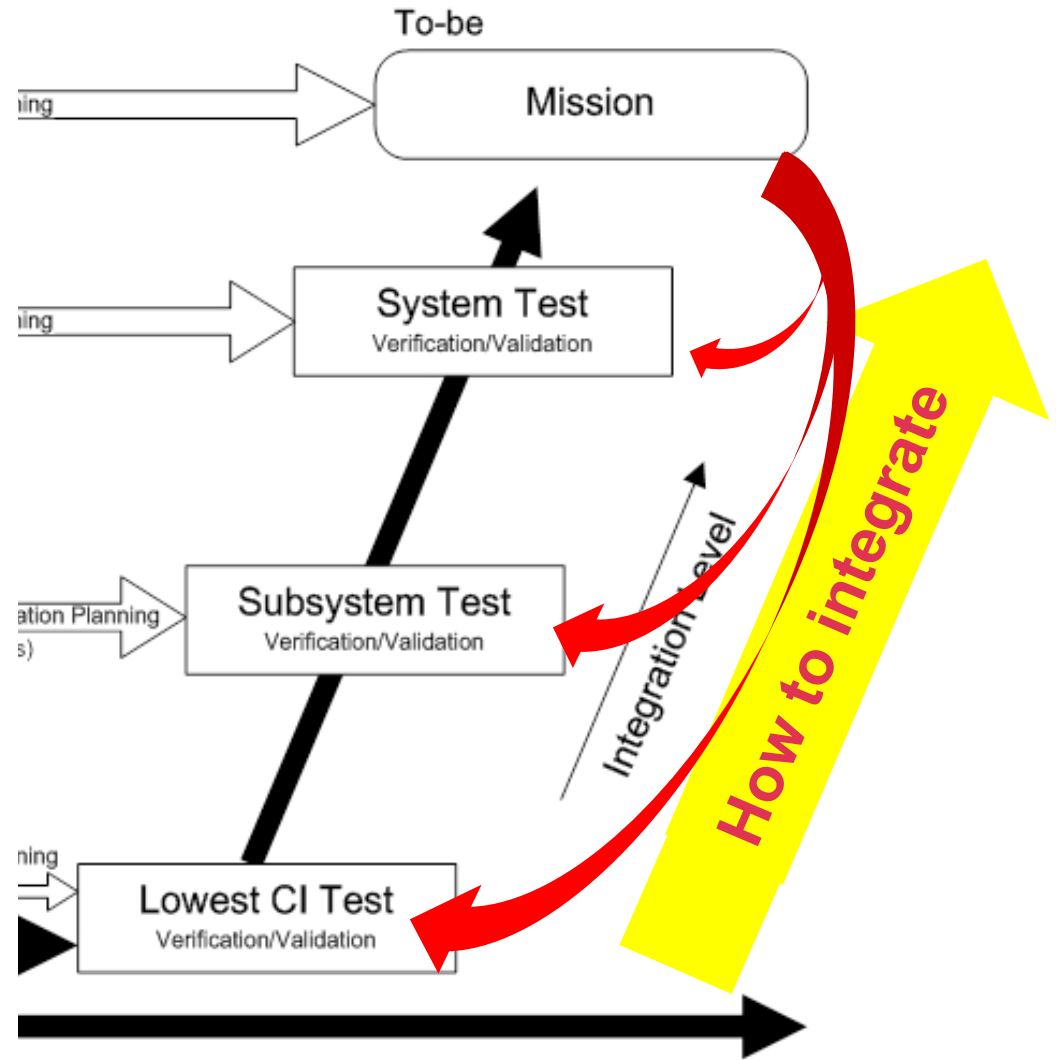 To-be
Mission
ning
System Test
Verification/Validation
ning
How to integrate
Integration Level
Subsystem Test
Verification/Validation
ation Planning
s)
ning
Lowest CI Test
Verification/Validation